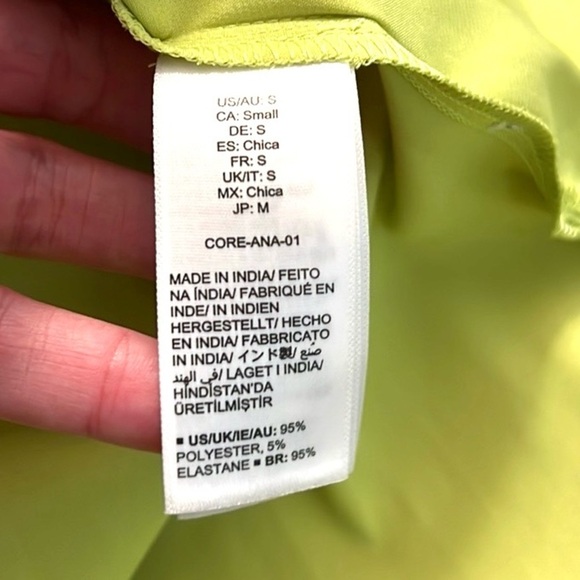 US/AU: S
CA: Small
DE: S
ES: Chica
FR: S
UK/IT: S
MX: Chica
JP: M
CORE-ANA-01
MADE IN INDIA/ FEITO
NA ÍNDIA/ FABRIQUÉ EN
INDE/ IN INDIEN
HERGESTELLT/ HECHO
EN INDIA/ FABBRICATO
IN INDIA/ インド製/ صُنع
في الهند/ LAGET I INDIA/
HİNDİSTAN'DA
ÜRETİLMİŞTİR
▪ US/UK/IE/AU: 95%
POLYESTER, 5%
ELASTANE ▪ BR: 95%